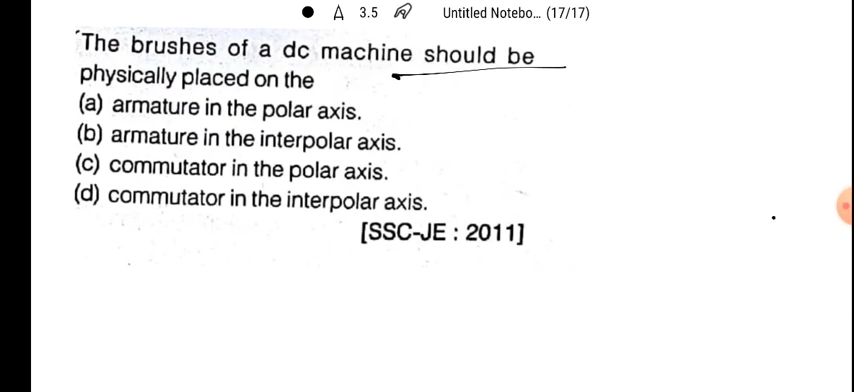 A 3.5 Untitled Notebo... (17/17)
The brushes of a dc machine should be
physically placed on the
(a) armature in the polar axis.
(b) armature in the interpolar axis.
(c) commutator in the polar axis.
(d) commutator in the interpolar axis.
[SSC-JE : 2011]